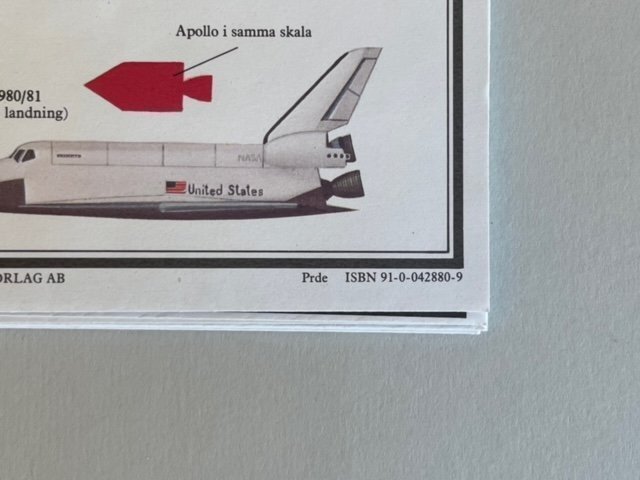 Apollo i samma skala
980/81
landning)
NASA
United States
ORLAG AB
Prde ISBN 91-0-042880-9